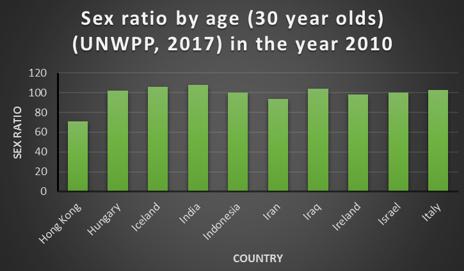 Sex ratio by age (30 year olds)
(UNWPP, 2017) in the year 2010
SEX RATIO
120
100
80
60
40
20
0
Hong Kong
Hungary
Iceland
India
Indonesia
Iran
Iraq
Ireland
Israel
Italy
COUNTRY